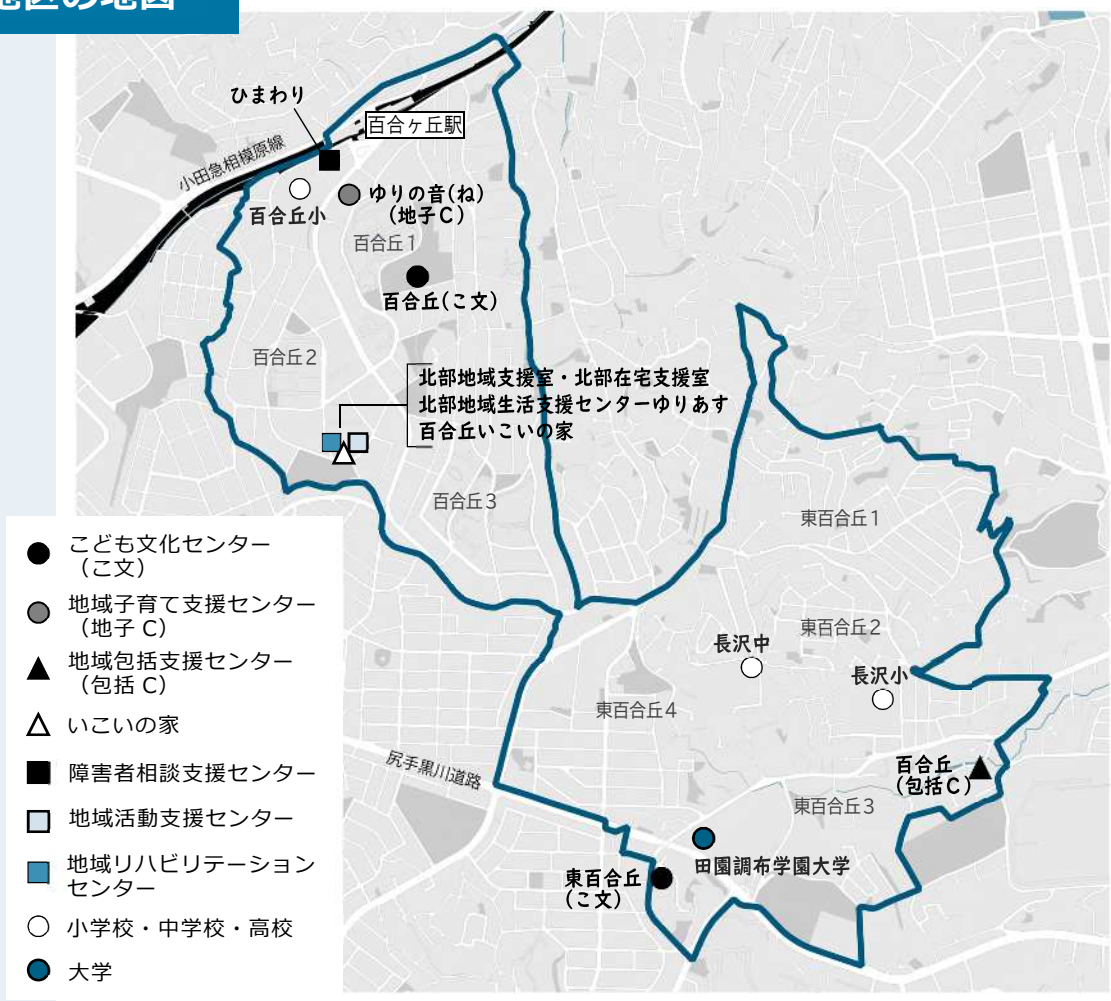 地区の地図
ひまわり
百合ヶ丘駅
小田急相模原線
百合丘小
ゆりの音(ね)
(地子C)
百合丘1
百合丘(こ文)
百合丘2
北部地域支援室・北部在宅支援室
北部地域生活支援センターゆりあす
百合丘いこいの家
百合丘3
東百合丘1
東百合丘2
長沢中
長沢小
東百合丘4
尻手黒川道路
百合丘
(包括C)
東百合丘3
田園調布学園大学
東百合丘
(こ文)
こども文化センター
(こ文)
地域子育て支援センター
(地子 C)
地域包括支援センター
(包括 C)
いこいの家
障害者相談支援センター
地域活動支援センター
地域リハビリテーション
センター
小学校・中学校・高校
大学